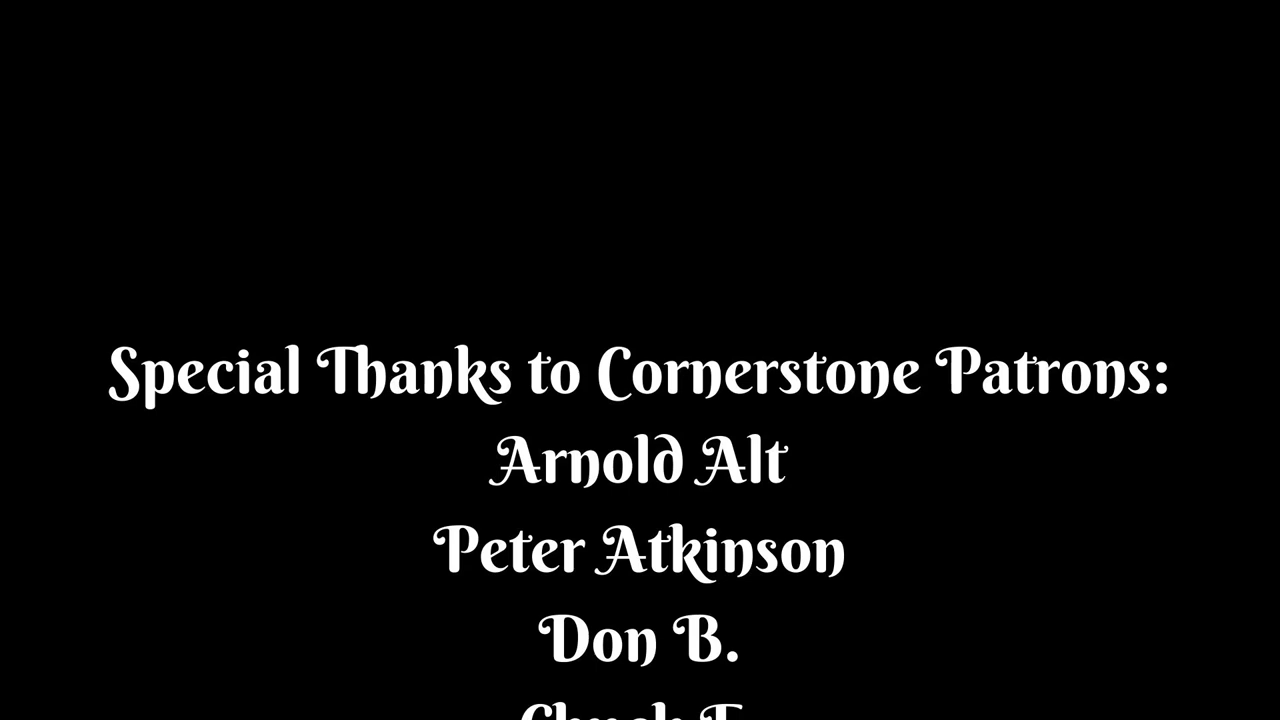 Special Thanks to Cornerstone Patrons:
Arnold Alt
Peter Atkinson
Don B.